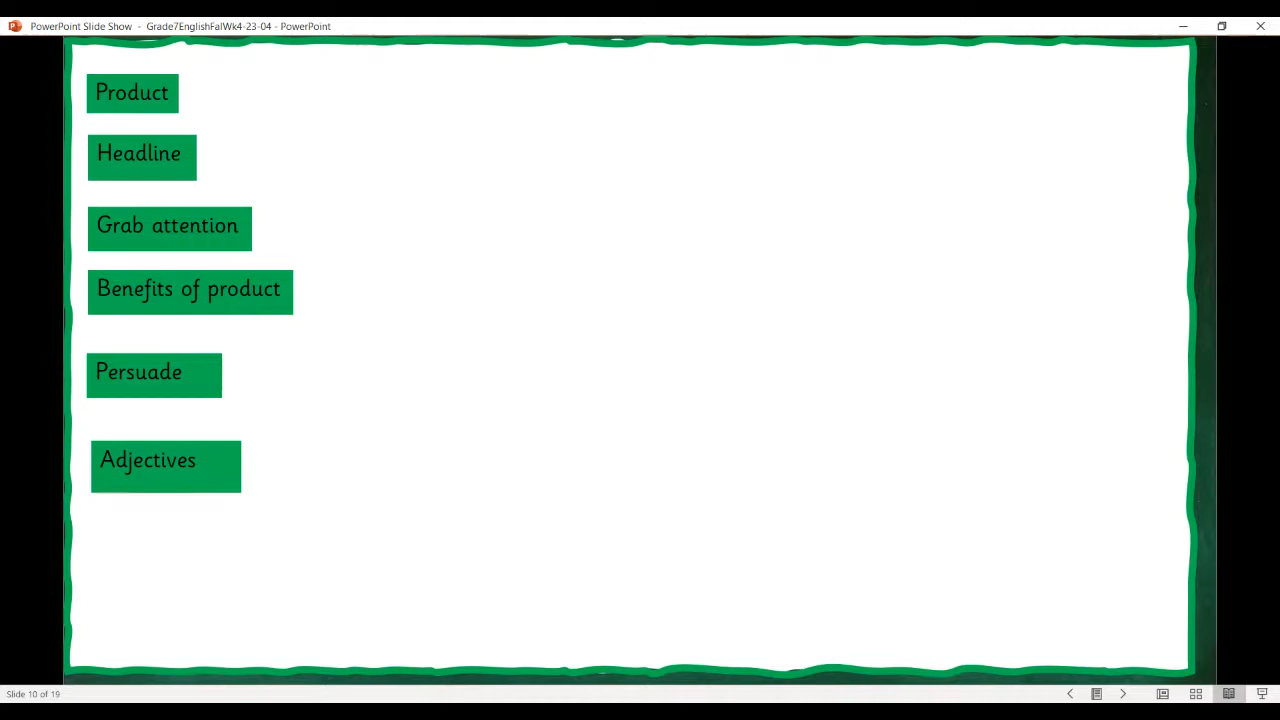 PowerPoint Slide Show - Grade7EnglishFalWk4-23-04 - PowerPoint
Product
Headline
Grab attention
Benefits of product
Persuade
Adjectives
Slide 10 of 19